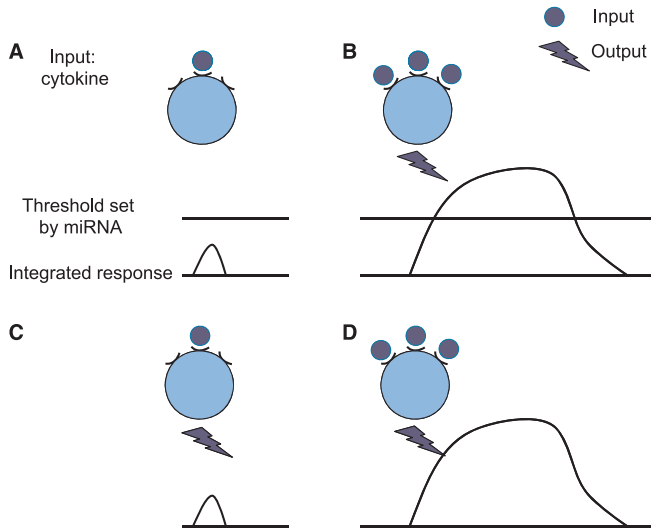 A
Input:
cytokine
B
Input
Output
Threshold set
by miRNA
Integrated response
C
D